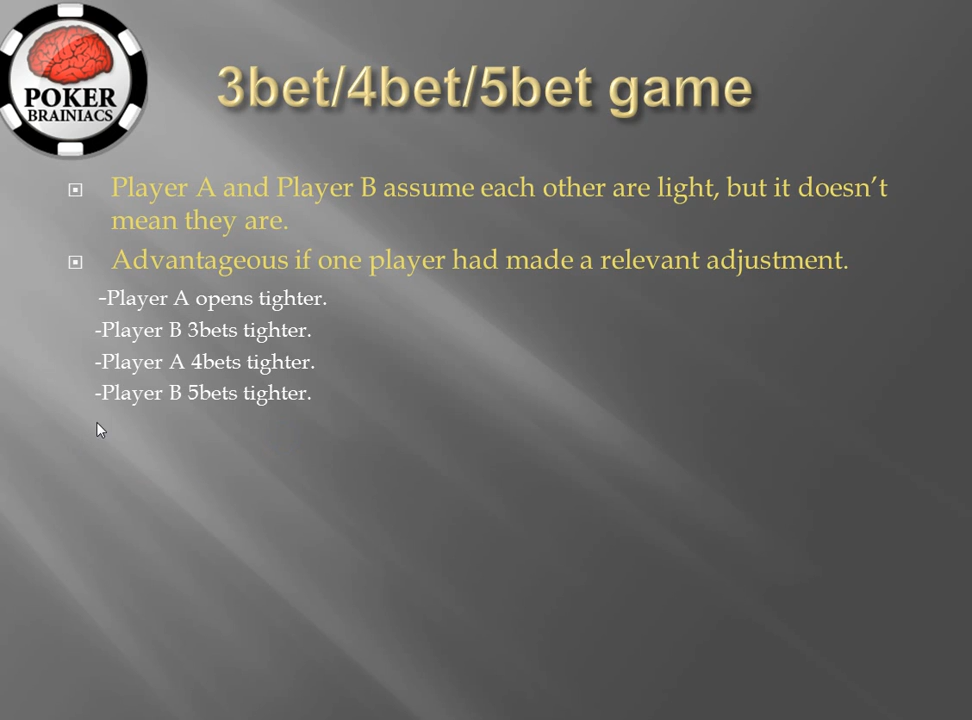 POKER
BRAINIACS
3bet/4bet/5bet game
Player A and Player B assume each other are light, but it doesn’t
mean they are.
Advantageous if one player had made a relevant adjustment.
-Player A opens tighter.
-Player B 3bets tighter.
-Player A 4bets tighter.
-Player B 5bets tighter.